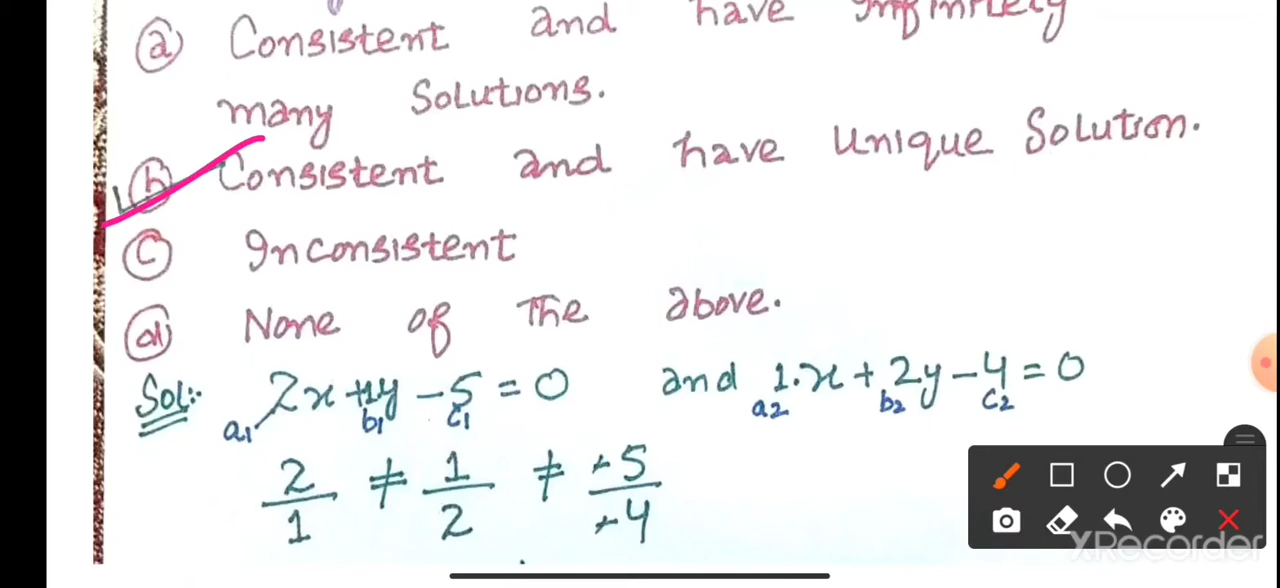 (a) Consistent and have Infinitely
many Solutions.
(b) Consistent and have Unique Solution.
(c) Inconsistent
(d) None of The above.
Sol:- 2x+1y-5=0 and 1.x+2y-4=0
a1 b1 c1 a2 b2 c2
2/1 ≠ 1/2 ≠ -5/-4
XRecorder